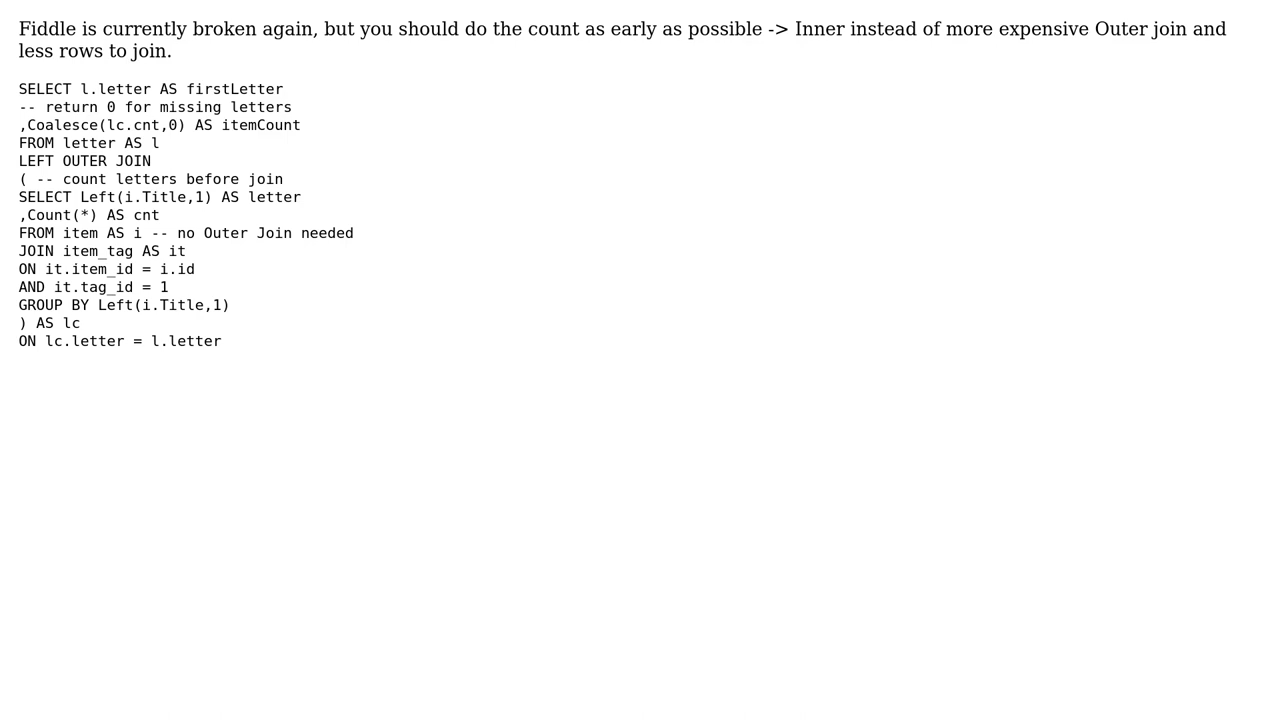 Fiddle is currently broken again, but you should do the count as early as possible -> Inner instead of more expensive Outer join and
less rows to join.
SELECT l.letter AS firstLetter
-- return 0 for missing letters
,Coalesce(lc.cnt,0) AS itemCount
FROM letter AS l
LEFT OUTER JOIN
( -- count letters before join
SELECT Left(i.Title,1) AS letter
,Count(*) AS cnt
FROM item AS i -- no Outer Join needed
JOIN item_tag AS it
ON it.item_id = i.id
AND it.tag_id = 1
GROUP BY Left(i.Title,1)
) AS lc
ON lc.letter = l.letter